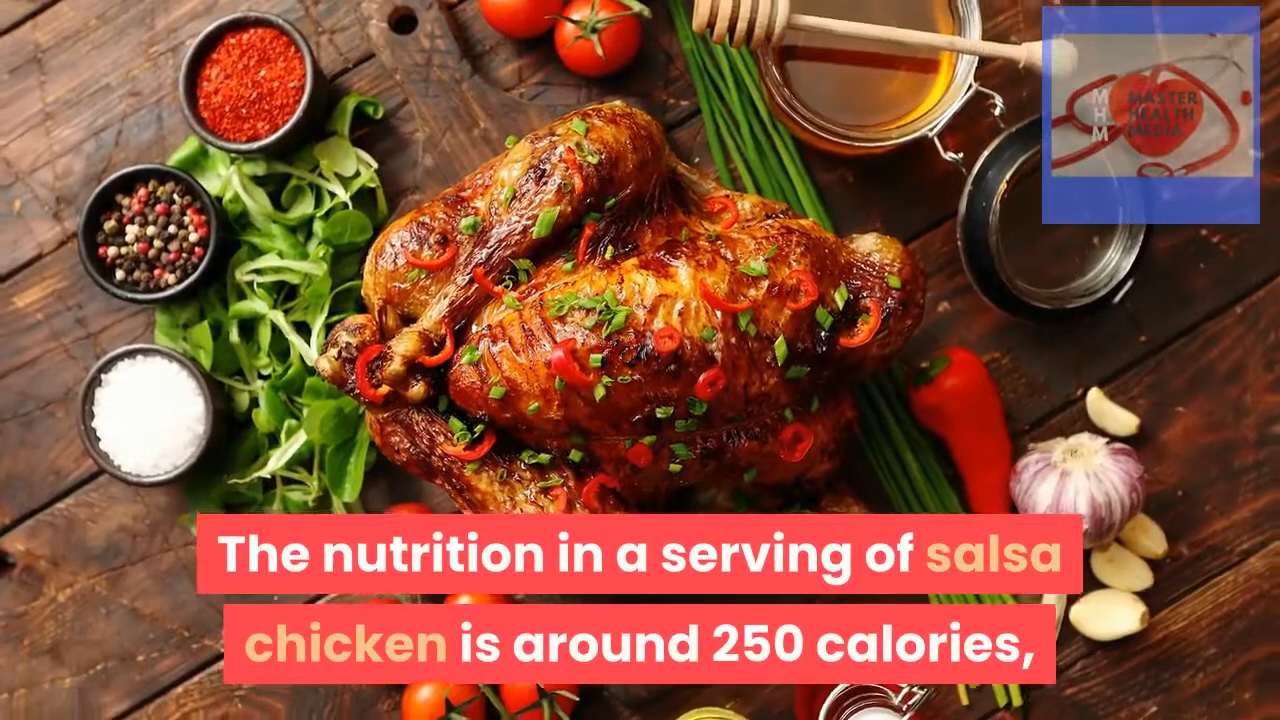 M
H
M
MASTER
HEALTH
MEDIA
The nutrition in a serving of salsa
chicken is around 250 calories,